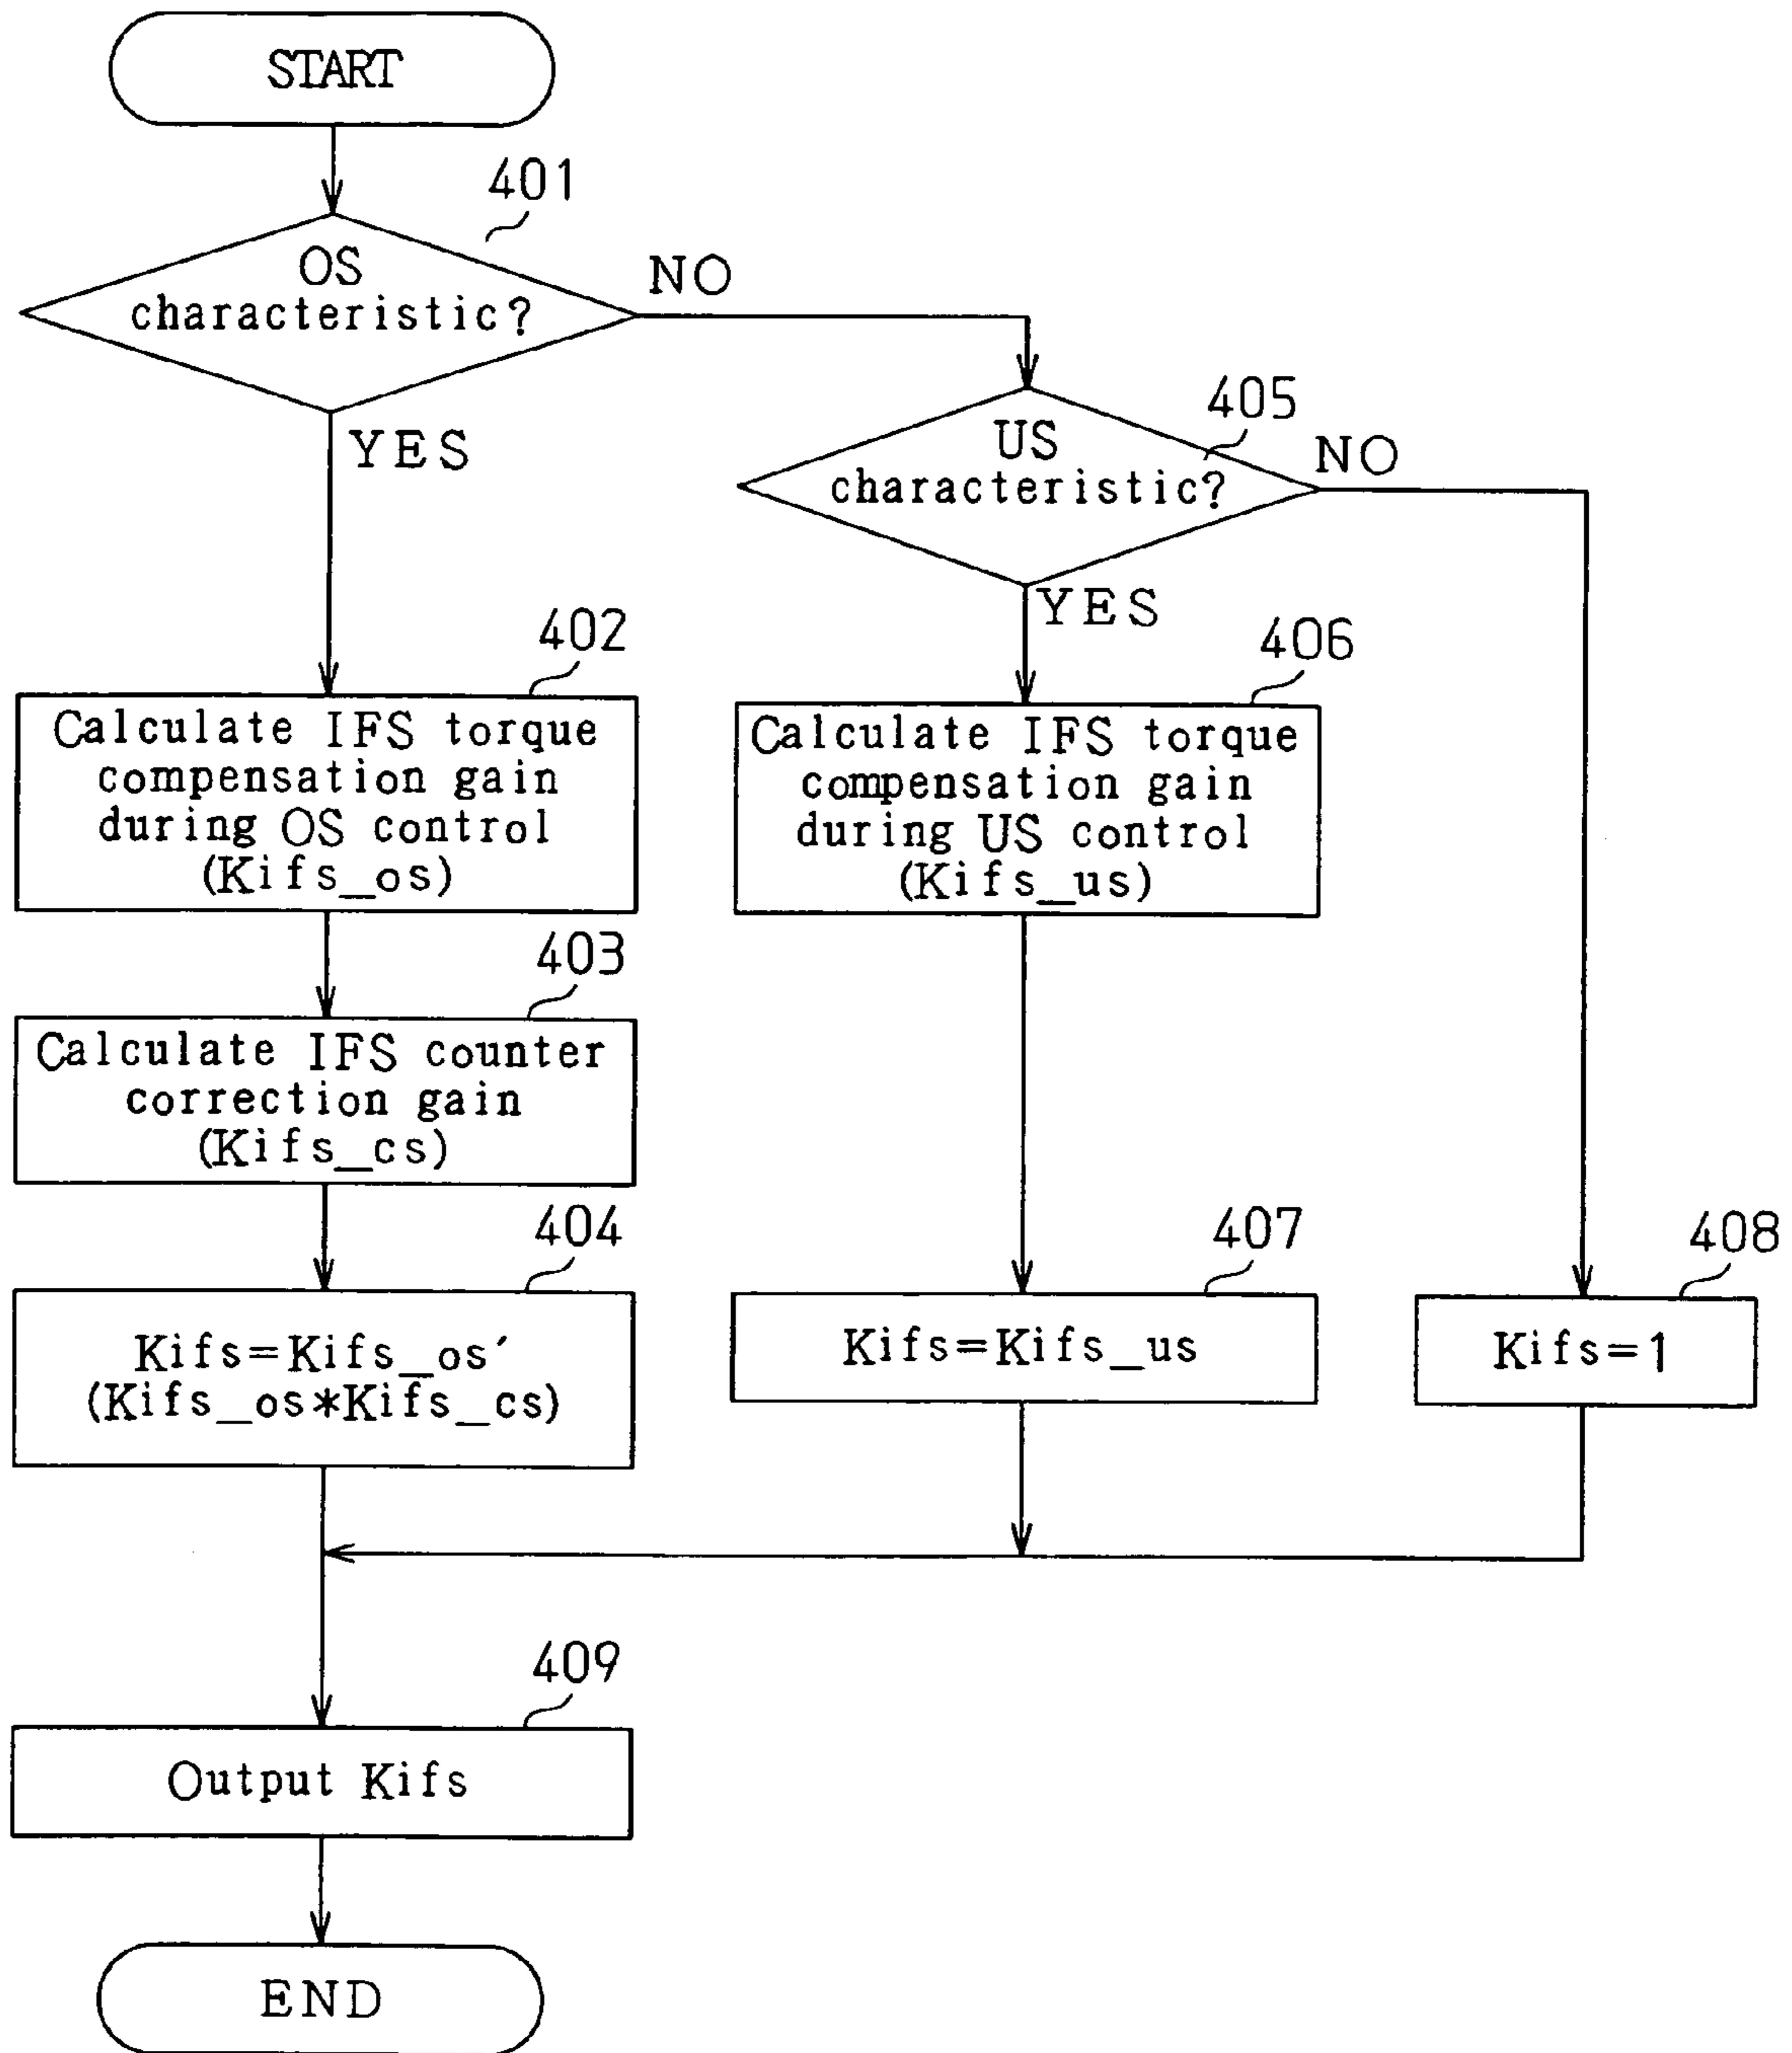 START
401
OS
characteristic?
NO
YES
405
US
characteristic?
NO
YES
402
Calculate IFS torque
compensation gain
during OS control
(Kifs_os)
406
Calculate IFS torque
compensation gain
during US control
(Kifs_us)
403
Calculate IFS counter
correction gain
(Kifs_cs)
404
Kifs=Kifs_os′
(Kifs_os*Kifs_cs)
407
Kifs=Kifs_us
408
Kifs=1
409
Output Kifs
END